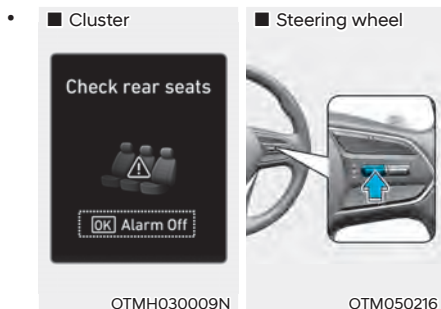 • ■ Cluster
■ Steering wheel
Check rear seats
OK Alarm Off
OTMH030009N
OTM050216